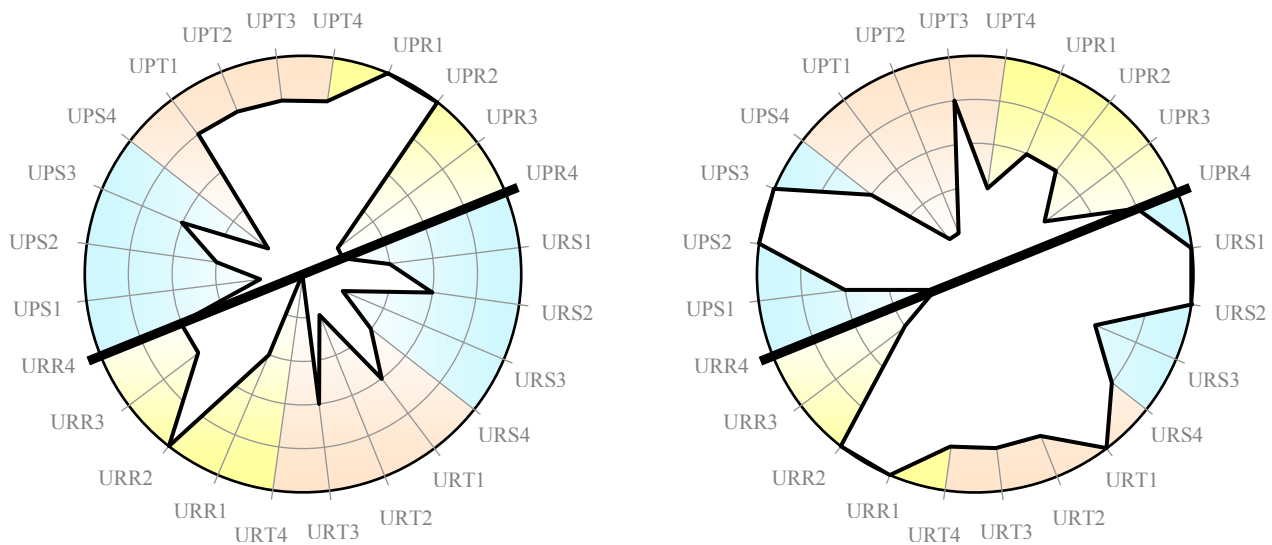 UPT3
UPT4
UPT2
UPR1
UPT1
UPR2
UPS4
UPR3
UPS3
UPR4
UPS2
URS1
UPS1
URS2
URR4
URS3
URR3
URS4
URR2
URT1
URR1
URT2
URT4
URT3
UPT3
UPT4
UPT2
UPR1
UPT1
UPR2
UPS4
UPR3
UPS3
UPR4
UPS2
URS1
UPS1
URS2
URR4
URS3
URR3
URS4
URR2
URT1
URR1
URT2
URT4
URT3